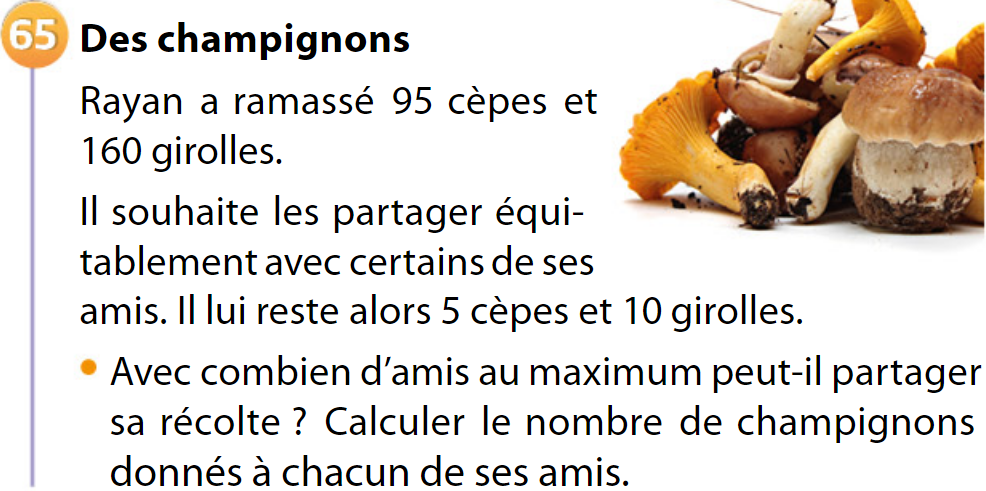 65 Des champignons
Rayan a ramassé 95 cèpes et
160 girolles.
Il souhaite les partager équi-
tablement avec certains de ses
amis. Il lui reste alors 5 cèpes et 10 girolles.
• Avec combien d’amis au maximum peut-il partager
sa récolte ? Calculer le nombre de champignons
donnés à chacun de ses amis.